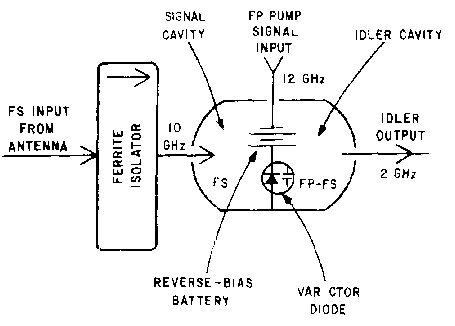 SIGNAL
CAVITY
FP PUMP
SIGNAL
INPUT
IDLER CAVITY
12 GHz
FS INPUT
FROM
ANTENNA
FERRITE
ISOLATOR
10
GHz
IDLER
OUTPUT
2 GHz
FS
FP-FS
REVERSE-BIAS
BATTERY
VAR CTOR
DIODE